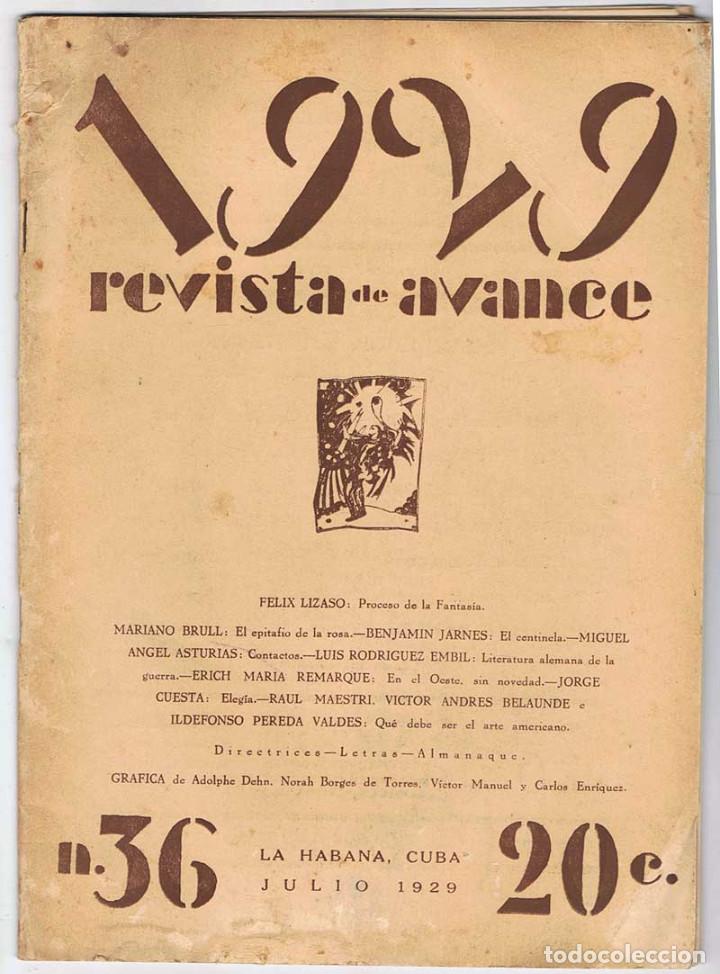 1929
revista de avance
FELIX LIZASO: Proceso de la Fantasía.
MARIANO BRULL: El epitafio de la rosa.—BENJAMIN JARNES: El centinela.—MIGUEL
ANGEL ASTURIAS: Contactos.—LUIS RODRIGUEZ EMBIL: Literatura alemana de la
guerra.—ERICH MARIA REMARQUE: En el Oeste, sin novedad.—JORGE
CUESTA: Elegía.—RAUL MAESTRI, VICTOR ANDRES BELAUNDE e
ILDEFONSO PEREDA VALDES: Qué debe ser el arte americano.
Directrices—Letras—Almanaque.
GRAFICA de Adolphe Dehn, Norah Borges de Torres, Víctor Manuel y Carlos Enríquez.
n. 36
LA HABANA, CUBA
JULIO 1929
20 c.
todocoleccion